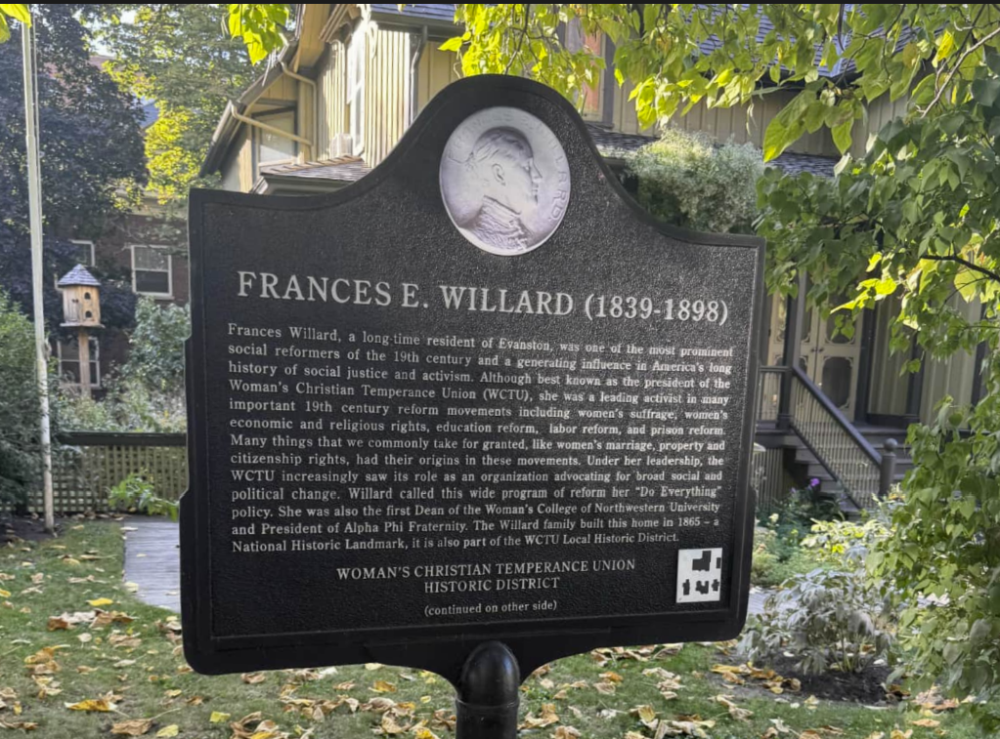 FRANCES E. WILLARD (1839-1898)
Frances Willard, a long-time resident of Evanston, was one of the most prominent
social reformers of the 19th century and a generating influence in America's long
history of social justice and activism. Although best known as the president of the
Woman's Christian Temperance Union (WCTU), she was a leading activist in many
important 19th century reform movements including women's suffrage, women's
economic and religious rights, education reform, labor reform, and prison reform.
Many things that we commonly take for granted, like women's marriage, property and
citizenship rights, had their origins in these movements. Under her leadership, the
WCTU increasingly saw its role as an organization advocating for broad social and
political change. Willard called this wide program of reform her "Do Everything"
policy. She was also the first Dean of the Woman's College of Northwestern University
and President of Alpha Phi Fraternity. The Willard family built this home in 1865 – a
National Historic Landmark, it is also part of the WCTU Local Historic District.
WOMAN'S CHRISTIAN TEMPERANCE UNION
HISTORIC DISTRICT
(continued on other side)